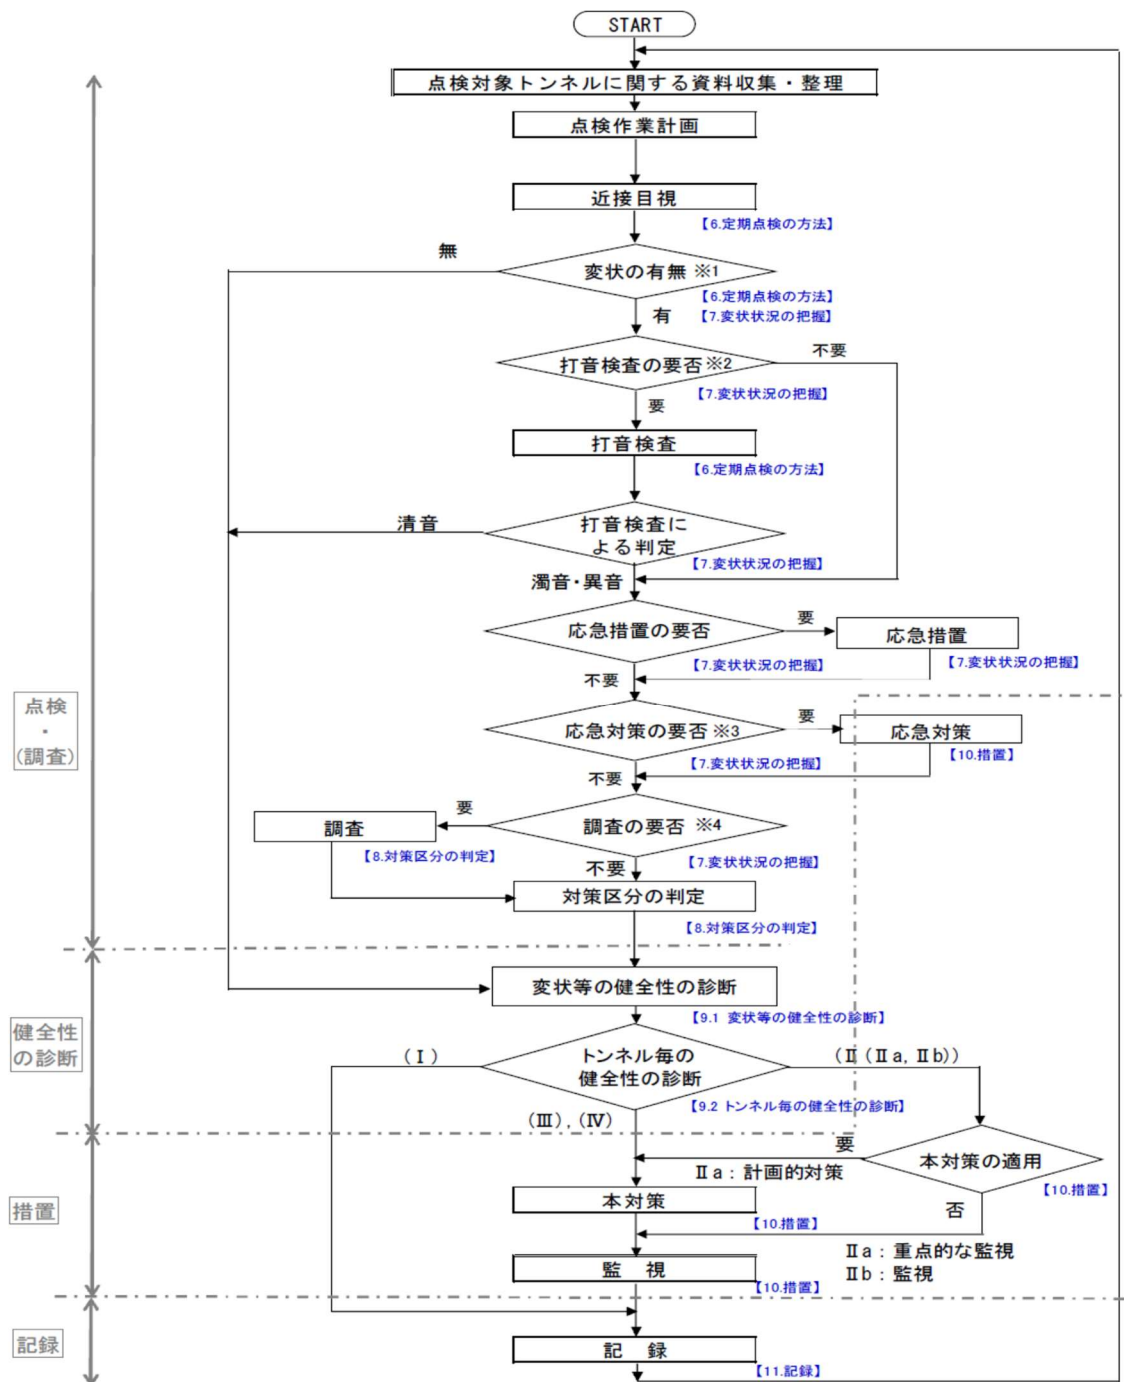 START
点検対象トンネルに関する資料収集・整理
点検作業計画
近接目視
【6.定期点検の方法】
無
変状の有無 ※1
【6.定期点検の方法】
有
【7.変状状況の把握】
打音検査の要否※2
不要
【7.変状状況の把握】
要
打音検査
【6.定期点検の方法】
清音
打音検査に
よる判定
【7.変状状況の把握】
濁音・異音
応急措置の要否
要
応急措置
【7.変状状況の把握】
【7.変状状況の把握】
不要
点検
・
(調査)
応急対策の要否※3
要
応急対策
【7.変状状況の把握】
【10.措置】
不要
調査
要
調査の要否 ※4
【8.対策区分の判定】
【7.変状状況の把握】
不要
対策区分の判定
【8.対策区分の判定】
変状等の健全性の診断
【9.1 変状等の健全性の診断】
健全性
の診断
(Ⅰ)
トンネル毎の
健全性の診断
(Ⅱ (Ⅱa, Ⅱb))
【9.2 トンネル毎の健全性の診断】
(Ⅲ), (Ⅳ)
要
本対策の適用
Ⅱa：計画的対策
【10.措置】
措置
本対策
【10.措置】
否
Ⅱa：重点的な監視
Ⅱb：監視
監 視
【10.措置】
記録
記 録
【11.記録】